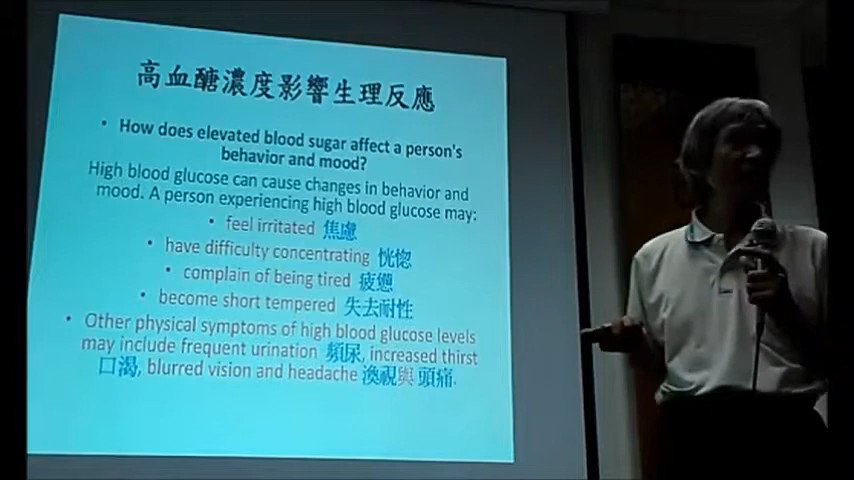 高血醣濃度影響生理反應
• How does elevated blood sugar affect a person's
behavior and mood?
High blood glucose can cause changes in behavior and
mood. A person experiencing high blood glucose may:
• feel irritated 焦慮
• have difficulty concentrating 恍惚
• complain of being tired 疲憊
• become short tempered 失去耐性
• Other physical symptoms of high blood glucose levels
may include frequent urination 頻尿, increased thirst
口渴, blurred vision and headache 渙視與 頭痛.